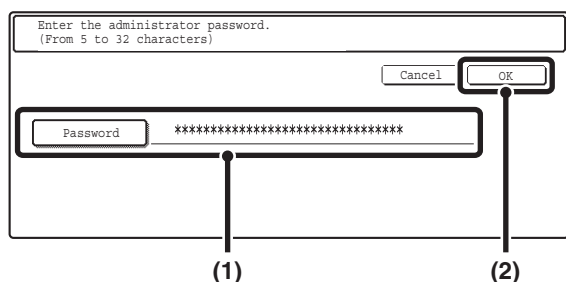 Enter the administrator password.
(From 5 to 32 characters)
Cancel OK
Password ********************************
(1) (2)